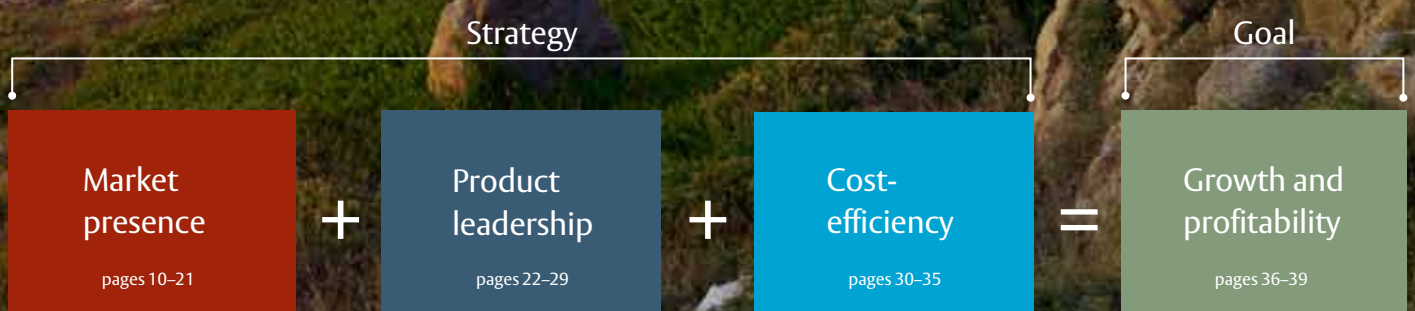 Strategy
Goal
Market
presence
pages 10–21
+
Product
leadership
pages 22–29
+
Cost-
efficiency
pages 30–35
=
Growth and
profitability
pages 36–39